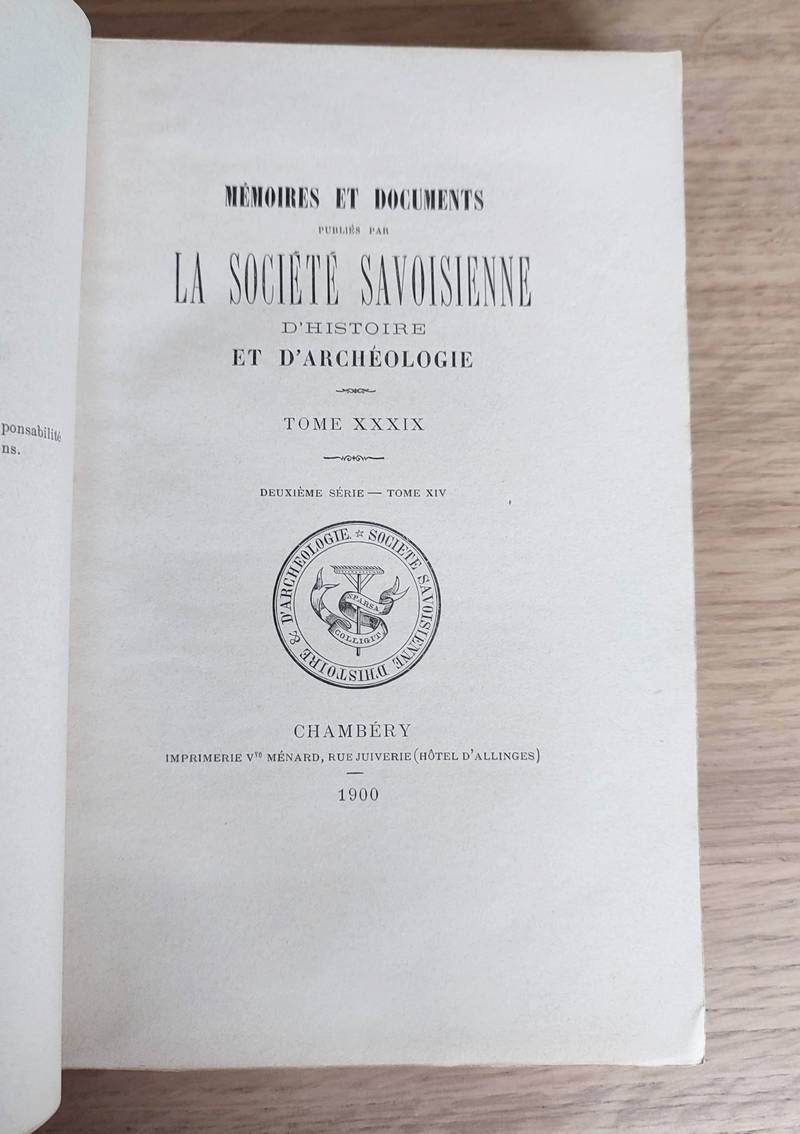 ponsabilité
ns.
MÉMOIRES ET DOCUMENTS
PUBLIÉS PAR
LA SOCIÉTÉ SAVOISIENNE
D'HISTOIRE
ET D'ARCHÉOLOGIE
TOME XXXIX
DEUXIÈME SÉRIE — TOME XIV
SOCIÉTÉ SAVOISIENNE D'HISTOIRE & D'ARCHÉOLOGIE.
SPARSA
COLLIGIT
CHAMBÉRY
IMPRIMERIE Vve MÉNARD, RUE JUIVERIE (HÔTEL D'ALLINGES)
1900